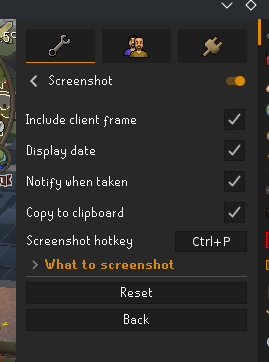 Screenshot
Include client frame
Display date
Notify when taken
Copy to clipboard
Screenshot hotkey Ctrl+P
What to screenshot
Reset
Back